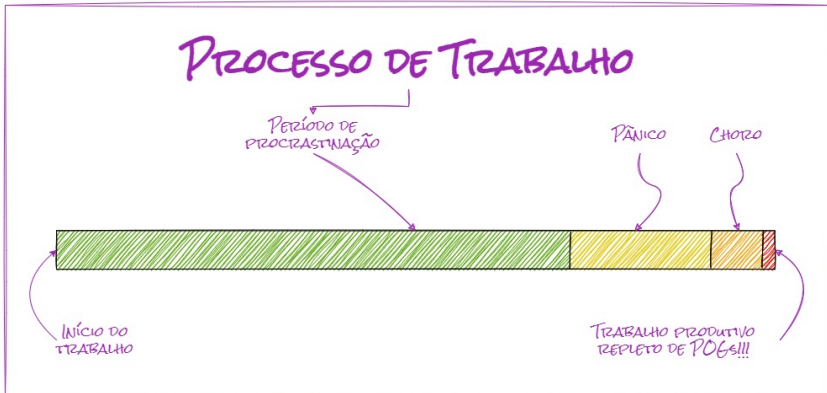 Processo de Trabalho
Período de
procrastinação
Pânico
Choro
Início do
trabalho
Trabalho produtivo
repleto de POGs!!!